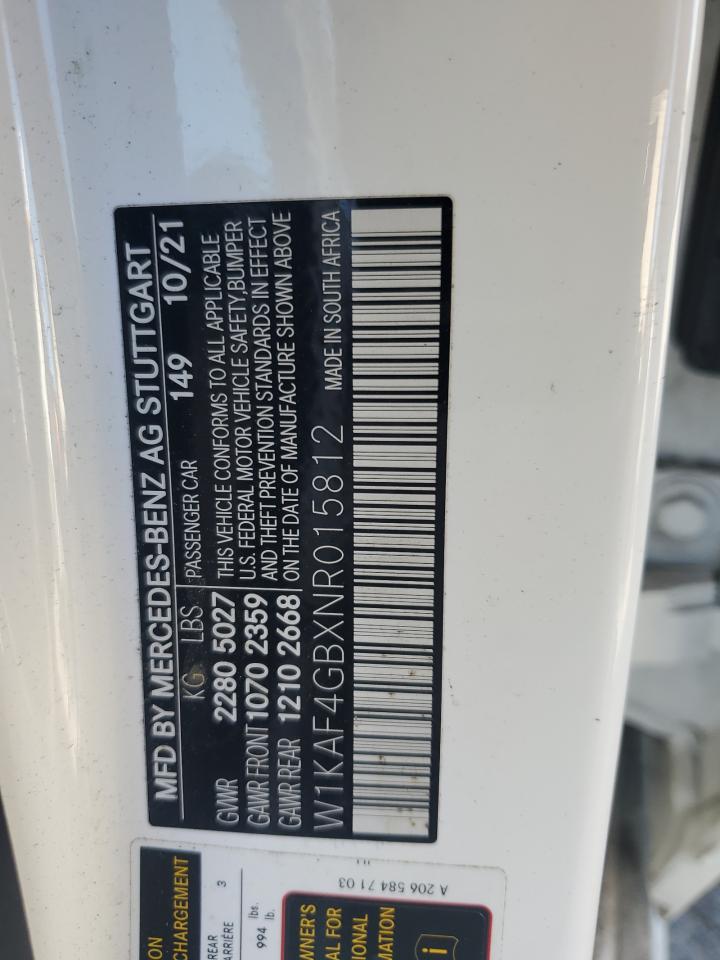 MFD BY MERCEDES-BENZ AG STUTTGART
KG LBS PASSENGER CAR 149 10/21
GVWR 2280 5027 THIS VEHICLE CONFORMS TO ALL APPLICABLE
U.S. FEDERAL MOTOR VEHICLE SAFETY,BUMPER
GAWR FRONT 1070 2359 AND THEFT PREVENTION STANDARDS IN EFFECT
GAWR REAR 1210 2668 ON THE DATE OF MANUFACTURE SHOWN ABOVE
W1KAF4GBXNR015812 MADE IN SOUTH AFRICA
ON
CHARGEMENT
REAR
ARRIÈRE 3
994 lbs.
lb.
WNER'S
AL FOR
IONAL
MATION
i
A 206 584 71 03